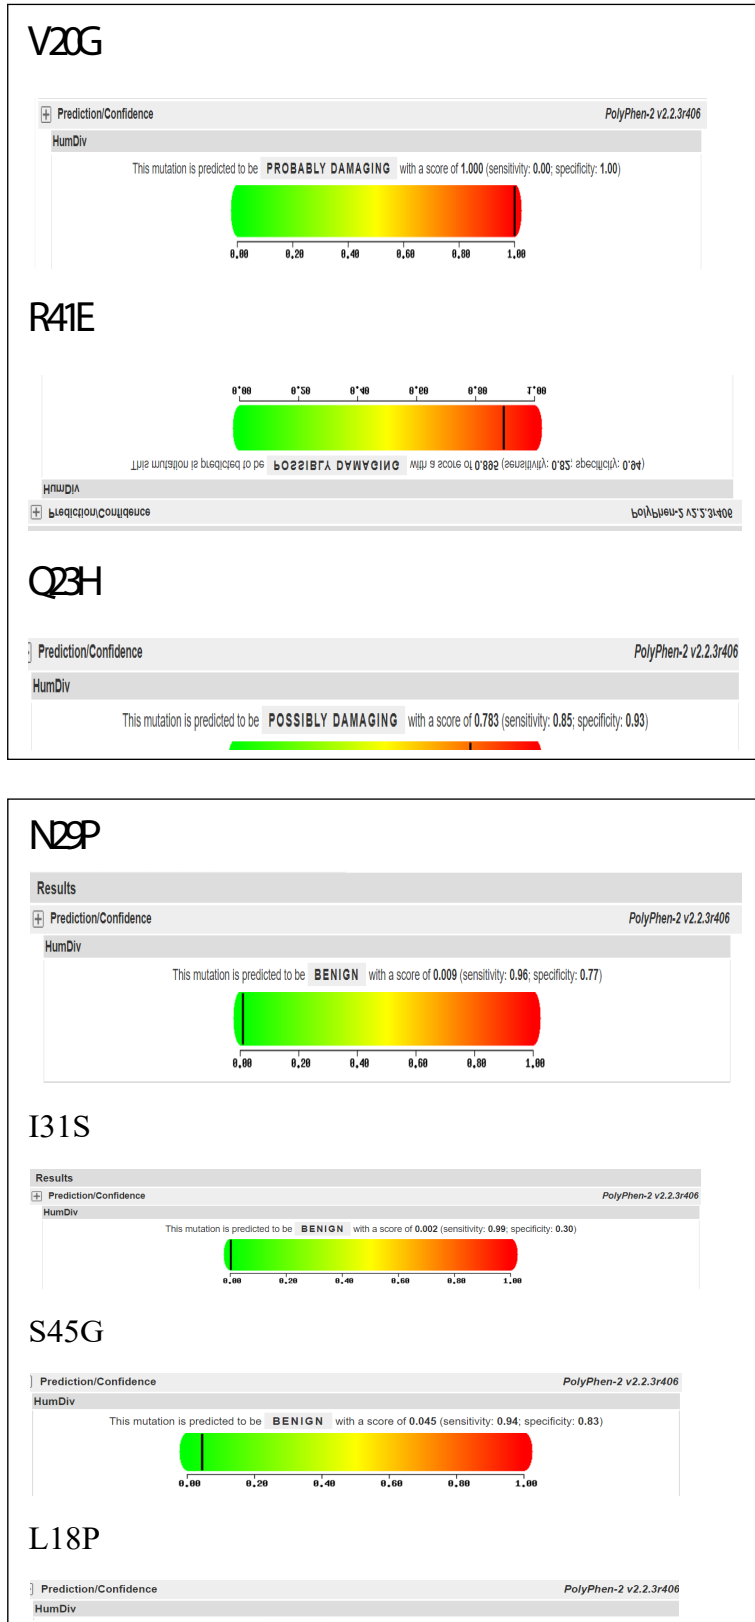 V20G
Prediction/Confidence PolyPhen-2 v2.2.3r406
HumDiv
This mutation is predicted to be PROBABLY DAMAGING with a score of 1.000 (sensitivity: 0.00; specificity: 1.00)
0.00 0.20 0.40 0.60 0.80 1.00
R41E
0.00 0.20 0.40 0.60 0.80 1.00
This mutation is predicted to be POSSIBLY DAMAGING with a score of 0.895 (sensitivity: 0.82; specificity: 0.94)
HumDiv
Prediction/Confidence PolyPhen-2 v2.2.3r406
Q23H
Prediction/Confidence PolyPhen-2 v2.2.3r406
HumDiv
This mutation is predicted to be POSSIBLY DAMAGING with a score of 0.783 (sensitivity: 0.85; specificity: 0.93)
N29P
Results
Prediction/Confidence PolyPhen-2 v2.2.3r406
HumDiv
This mutation is predicted to be BENIGN with a score of 0.009 (sensitivity: 0.96; specificity: 0.77)
0.00 0.20 0.40 0.60 0.80 1.00
I31S
Results
Prediction/Confidence PolyPhen-2 v2.2.3r406
HumDiv
This mutation is predicted to be BENIGN with a score of 0.002 (sensitivity: 0.99; specificity: 0.30)
0.00 0.20 0.40 0.60 0.80 1.00
S45G
Prediction/Confidence PolyPhen-2 v2.2.3r406
HumDiv
This mutation is predicted to be BENIGN with a score of 0.045 (sensitivity: 0.94; specificity: 0.83)
0.00 0.20 0.40 0.60 0.80 1.00
L18P
Prediction/Confidence PolyPhen-2 v2.2.3r406
HumDiv